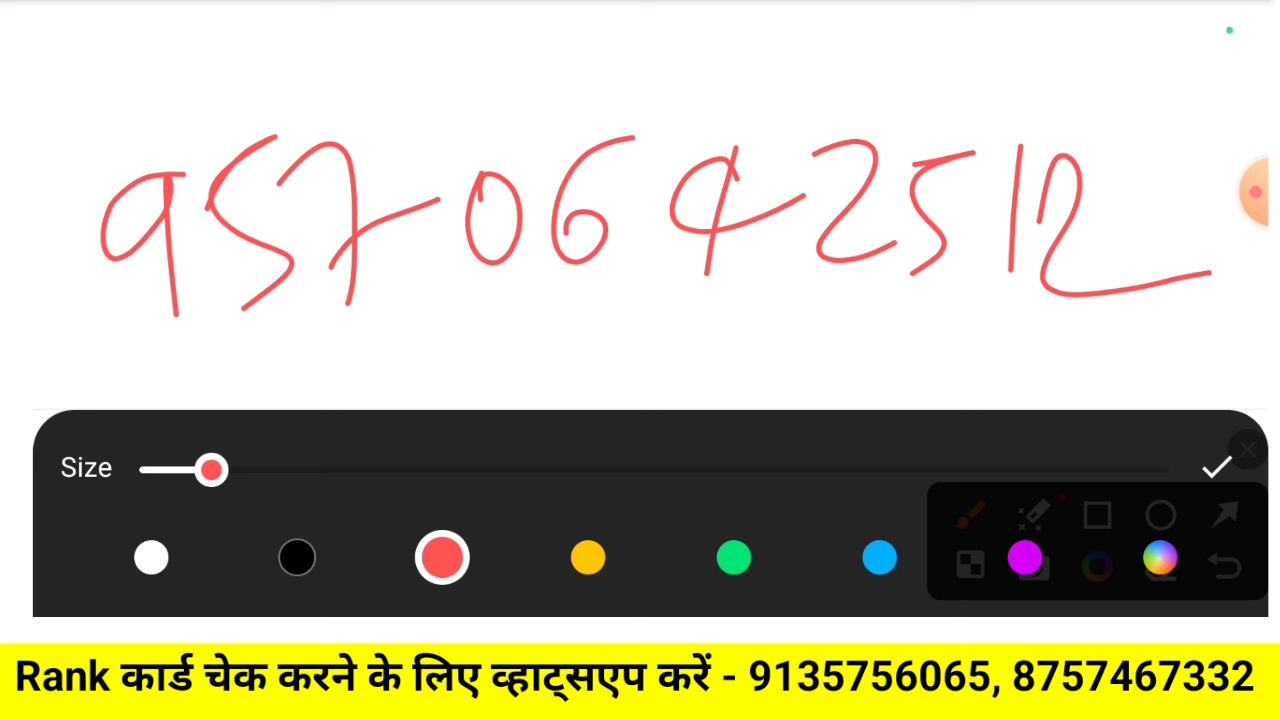 9570642512
Size
Rank कार्ड चेक करने के लिए व्हाट्सएप करें - 9135756065, 8757467332